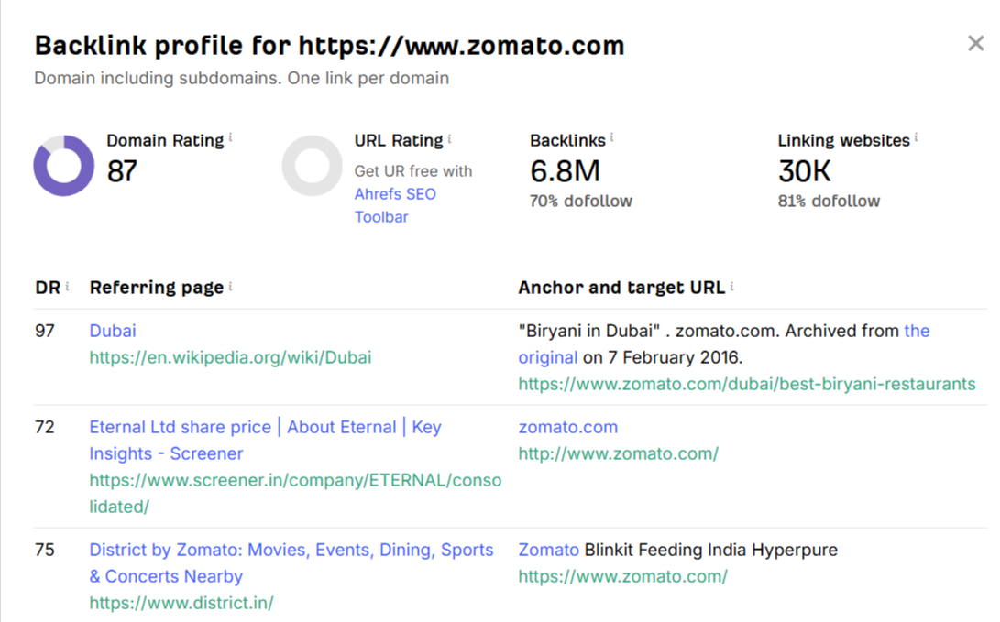 Backlink profile for https://www.zomato.com
Domain including subdomains. One link per domain
Domain Rating i
87
URL Rating i
Get UR free with
Ahrefs SEO
Toolbar
Backlinks i
6.8M
70% dofollow
Linking websites i
30K
81% dofollow
DR i Referring page i Anchor and target URL i
97
Dubai
https://en.wikipedia.org/wiki/Dubai
"Biryani in Dubai" . zomato.com. Archived from the
original on 7 February 2016.
https://www.zomato.com/dubai/best-biryani-restaurants
72
Eternal Ltd share price | About Eternal | Key
Insights - Screener
https://www.screener.in/company/ETERNAL/conso
lidated/
zomato.com
http://www.zomato.com/
75
District by Zomato: Movies, Events, Dining, Sports
& Concerts Nearby
https://www.district.in/
Zomato Blinkit Feeding India Hyperpure
https://www.zomato.com/